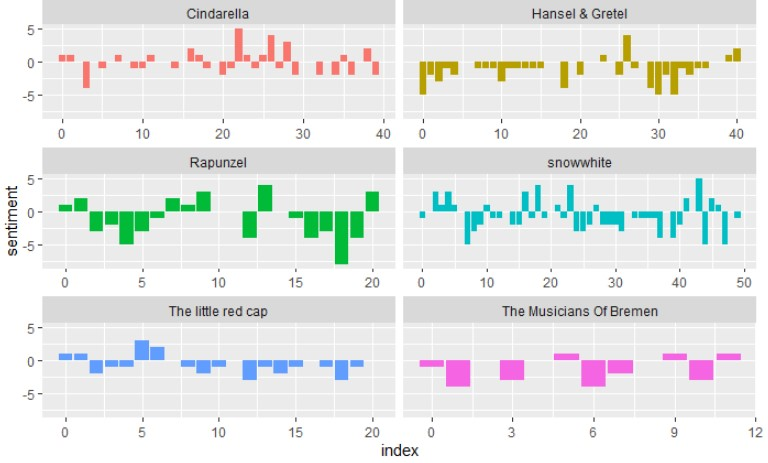 Cindarella Hansel & Gretel
5
0
-5
0 10 20 30 40 0 10 20 30 40
Rapunzel snowwhite
5
0
-5
0 5 10 15 20 0 10 20 30 40 50
The little red cap The Musicians Of Bremen
5
0
-5
0 5 10 15 20 0 3 6 9 12
sentiment
index